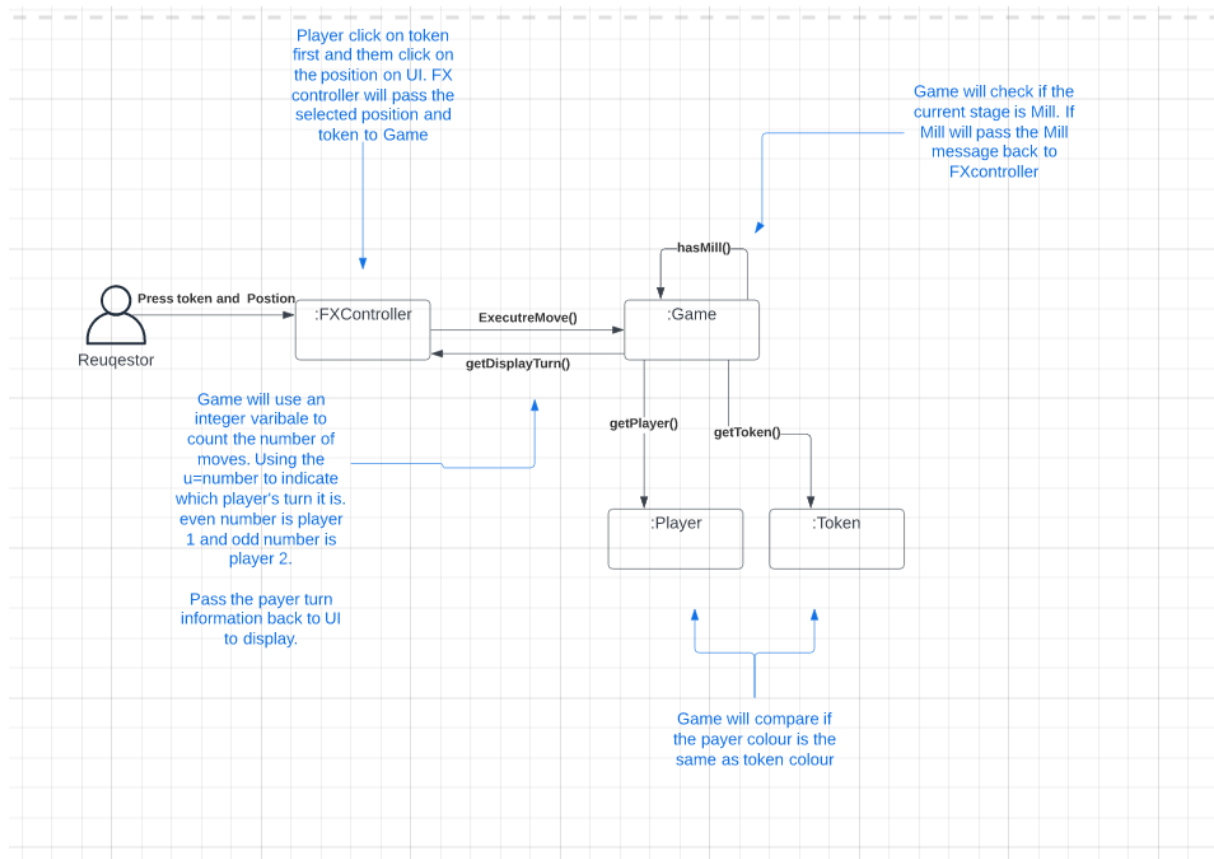 Player click on token
first and them click on
the position on UI. FX
controller will pass the
selected position and
token to Game
Game will check if the
current stage is Mill. If
Mill will pass the Mill
message back to
FXcontroller
hasMill()
Press token and Postion
:FXController
ExecutreMove()
:Game
getDisplayTurn()
Reuqestor
Game will use an
integer varibale to
count the number of
moves. Using the
u=number to indicate
which player's turn it is.
even number is player
1 and odd number is
player 2.
Pass the payer turn
information back to UI
to display.
getPlayer()
getToken()
:Player
:Token
Game will compare if
the payer colour is the
same as token colour